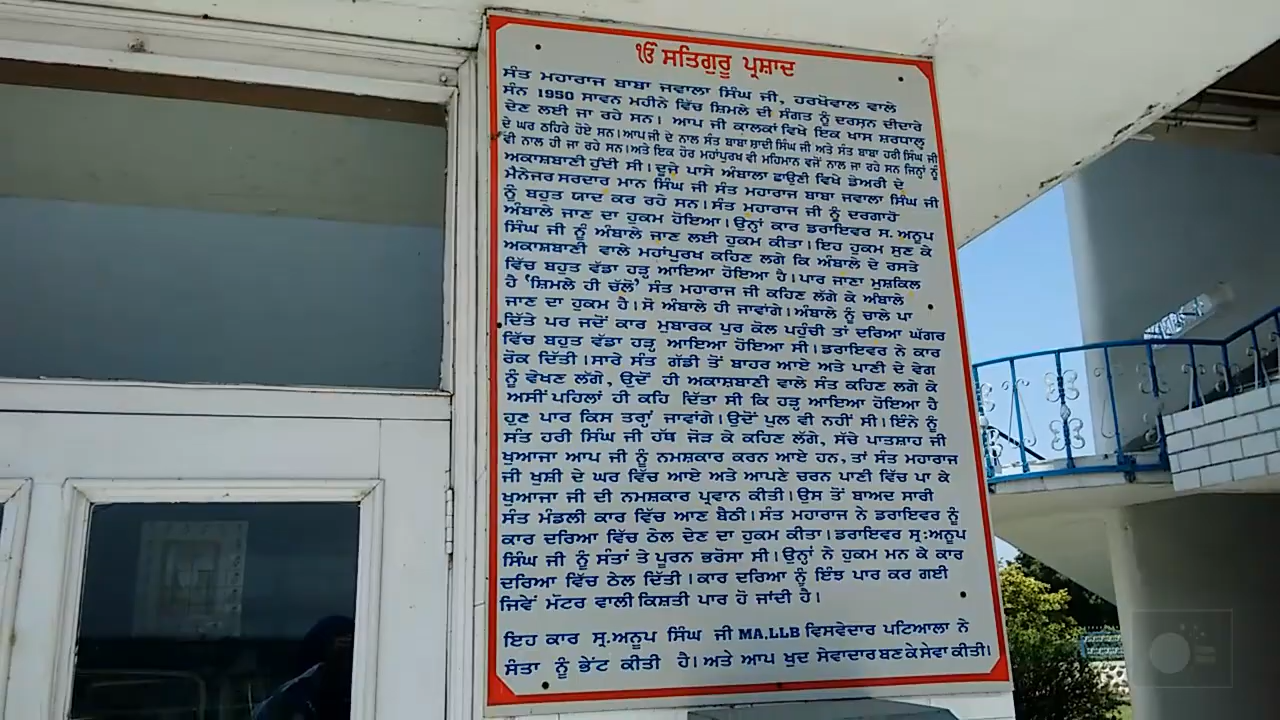 ੴ ਸਤਿਗੁਰੂ ਪ੍ਰਸ਼ਾਦ
ਸੰਤ ਮਹਾਰਾਜ ਬਾਬਾ ਜਵਾਲਾ ਸਿੰਘ ਜੀ, ਹਰਖੋਵਾਲ ਵਾਲੇ
ਸੰਨ 1950 ਸਾਵਨ ਮਹੀਨੇ ਵਿੱਚ ਸ਼ਿਮਲੇ ਦੀ ਸੰਗਤ ਨੂੰ ਦਰਸ਼ਨ ਦੀਦਾਰੇ
ਦੇਣ ਲਈ ਜਾ ਰਹੇ ਸਨ। ਆਪ ਜੀ ਕਾਲਕਾਂ ਵਿਖੇ ਇਕ ਖਾਸ ਸ਼ਰਧਾਲੂ
ਦੇ ਘਰ ਠਹਿਰੇ ਹੋਏ ਸਨ।ਆਪ ਜੀ ਦੇ ਨਾਲ ਸੰਤ ਬਾਬਾ ਸ਼ਾਦੀ ਸਿੰਘ ਜੀ ਅਤੇ ਸੰਤ ਬਾਬਾ ਹਰੀ ਸਿੰਘ ਜੀ
ਵੀ ਨਾਲ ਹੀ ਜਾ ਰਹੇ ਸਨ।ਅਤੇ ਇਕ ਹੋਰ ਮਹਾਂਪੁਰਖ ਵੀ ਮਹਿਮਾਨ ਵਜੋਂ ਨਾਲ ਜਾ ਰਹੇ ਸਨ ਜਿਨ੍ਹਾਂ ਨੂੰ
ਅਕਾਸ਼ਬਾਣੀ ਹੁੰਦੀ ਸੀ। ਦੂਜੇ ਪਾਸੇ ਅੰਬਾਲਾ ਛਾਉਣੀ ਵਿਖੇ ਡੇਅਰੀ ਦੇ
ਮੈਨੇਜਰ ਸਰਦਾਰ ਮਾਨ ਸਿੰਘ ਜੀ ਸੰਤ ਮਹਾਰਾਜ ਬਾਬਾ ਜਵਾਲਾ ਸਿੰਘ ਜੀ
ਨੂੰ ਬਹੁਤ ਯਾਦ ਕਰ ਰਹੇ ਸਨ। ਸੰਤ ਮਹਾਰਾਜ ਜੀ ਨੂੰ ਦਰਗਾਹੋਂ
ਅੰਬਾਲੇ ਜਾਣ ਦਾ ਹੁਕਮ ਹੋਇਆ। ਉਨ੍ਹਾਂ ਕਾਰ ਡਰਾਇਵਰ ਸ. ਅਨੂਪ
ਸਿੰਘ ਜੀ ਨੂੰ ਅੰਬਾਲੇ ਜਾਣ ਲਈ ਹੁਕਮ ਕੀਤਾ। ਇਹ ਹੁਕਮ ਸੁਣ ਕੇ
ਅਕਾਸ਼ਬਾਣੀ ਵਾਲੇ ਮਹਾਂਪੁਰਖ ਕਹਿਣ ਲਗੇ ਕਿ ਅੰਬਾਲੇ ਦੇ ਰਸਤੇ
ਵਿੱਚ ਬਹੁਤ ਵੱਡਾ ਹੜ੍ਹ ਆਇਆ ਹੋਇਆ ਹੈ। ਪਾਰ ਜਾਣਾ ਮੁਸ਼ਕਿਲ
ਹੈ 'ਸ਼ਿਮਲੇ ਹੀ ਚੱਲੋ' ਸੰਤ ਮਹਾਰਾਜ ਜੀ ਕਹਿਣ ਲੱਗੇ ਕੇ ਅੰਬਾਲੇ
ਜਾਣ ਦਾ ਹੁਕਮ ਹੈ। ਸੋ ਅੰਬਾਲੇ ਹੀ ਜਾਵਾਂਗੇ। ਅੰਬਾਲੇ ਨੂੰ ਚਾਲੇ ਪਾ
ਦਿੱਤੇ ਪਰ ਜਦੋਂ ਕਾਰ ਮੁਬਾਰਕ ਪੁਰ ਕੋਲ ਪਹੁੰਚੀ ਤਾਂ ਦਰਿਆ ਘੱਗਰ
ਵਿੱਚ ਬਹੁਤ ਵੱਡਾ ਹੜ੍ਹ ਆਇਆ ਹੋਇਆ ਸੀ। ਡਰਾਇਵਰ ਨੇ ਕਾਰ
ਰੋਕ ਦਿੱਤੀ। ਸਾਰੇ ਸੰਤ ਗੱਡੀ ਤੋਂ ਬਾਹਰ ਆਏ ਅਤੇ ਪਾਣੀ ਦੇ ਵੇਗ
ਨੂੰ ਵੇਖਣ ਲੱਗੇ, ਉਦੋਂ ਹੀ ਅਕਾਸ਼ਬਾਣੀ ਵਾਲੇ ਸੰਤ ਕਹਿਣ ਲਗੇ ਕੇ
ਅਸੀਂ ਪਹਿਲਾਂ ਹੀ ਕਹਿ ਦਿੱਤਾ ਸੀ ਕਿ ਹੜ੍ਹ ਆਇਆ ਹੋਇਆ ਹੈ
ਹੁਣ ਪਾਰ ਕਿਸ ਤਰ੍ਹਾਂ ਜਾਵਾਂਗੇ। ਉਦੋਂ ਪੁਲ ਵੀ ਨਹੀਂ ਸੀ। ਇੰਨੇ ਨੂੰ
ਸੰਤ ਹਰੀ ਸਿੰਘ ਜੀ ਹੱਥ ਜੋੜ ਕੇ ਕਹਿਣ ਲੱਗੇ, ਸੱਚੇ ਪਾਤਸ਼ਾਹ ਜੀ
ਖੁਆਜਾ ਆਪ ਜੀ ਨੂੰ ਨਮਸ਼ਕਾਰ ਕਰਨ ਆਏ ਹਨ, ਤਾਂ ਸੰਤ ਮਹਾਰਾਜ
ਜੀ ਖੁਸ਼ੀ ਦੇ ਘਰ ਵਿੱਚ ਆਏ ਅਤੇ ਆਪਣੇ ਚਰਨ ਪਾਣੀ ਵਿੱਚ ਪਾ ਕੇ
ਖੁਆਜਾ ਜੀ ਦੀ ਨਮਸ਼ਕਾਰ ਪ੍ਰਵਾਨ ਕੀਤੀ। ਉਸ ਤੋਂ ਬਾਅਦ ਸਾਰੀ
ਸੰਤ ਮੰਡਲੀ ਕਾਰ ਵਿੱਚ ਆਣ ਬੈਠੀ। ਸੰਤ ਮਹਾਰਾਜ ਨੇ ਡਰਾਇਵਰ ਨੂੰ
ਕਾਰ ਦਰਿਆ ਵਿੱਚ ਠੇਲ ਦੇਣ ਦਾ ਹੁਕਮ ਕੀਤਾ। ਡਰਾਇਵਰ ਸ੍ਰ:ਅਨੂਪ
ਸਿੰਘ ਜੀ ਨੂੰ ਸੰਤਾਂ ਤੇ ਪੂਰਨ ਭਰੋਸਾ ਸੀ। ਉਨ੍ਹਾਂ ਨੇ ਹੁਕਮ ਮਨ ਕੇ ਕਾਰ
ਦਰਿਆ ਵਿੱਚ ਠੇਲ ਦਿੱਤੀ। ਕਾਰ ਦਰਿਆ ਨੂੰ ਇੰਝ ਪਾਰ ਕਰ ਗਈ
ਜਿਵੇਂ ਮੋਟਰ ਵਾਲੀ ਕਿਸ਼ਤੀ ਪਾਰ ਹੋ ਜਾਂਦੀ ਹੈ।
ਇਹ ਕਾਰ ਸ੍ਰ.ਅਨੂਪ ਸਿੰਘ ਜੀ MA,LLB ਵਿਸਵੇਦਾਰ ਪਟਿਆਲਾ ਨੇ
ਸੰਤਾ ਨੂੰ ਭੇਂਟ ਕੀਤੀ ਹੈ। ਅਤੇ ਆਪ ਖੁਦ ਸੇਵਾਦਾਰ ਬਣ ਕੇ ਸੇਵਾ ਕੀਤੀ।